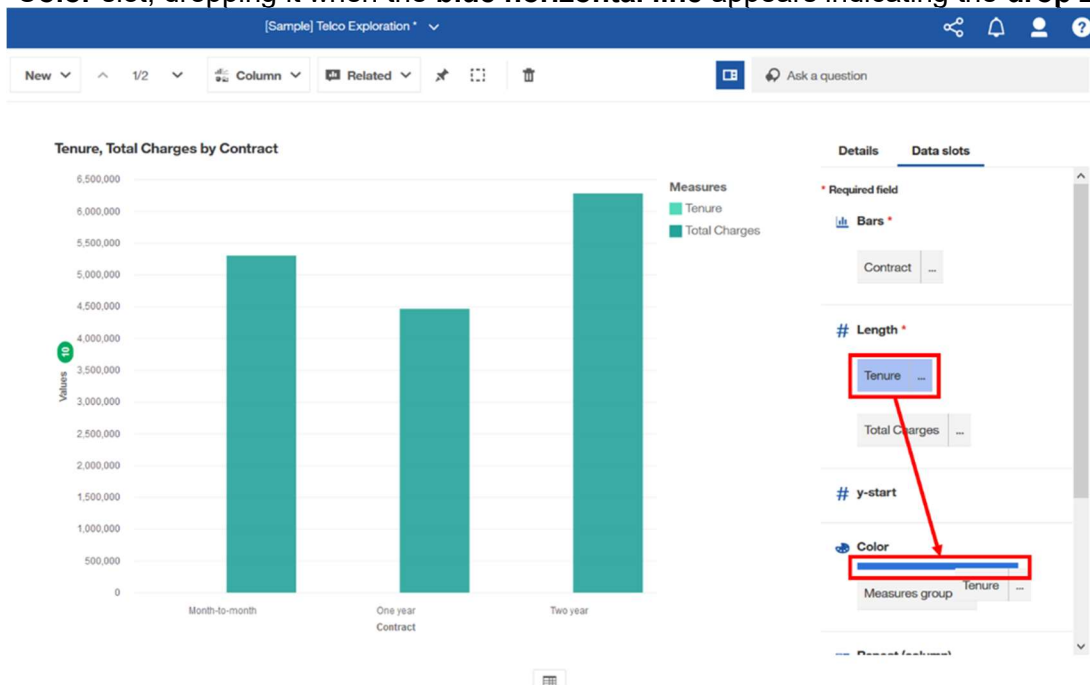 Color slot, dropping it when the blue horizontal line appears indicating the drop
[Sample] Telco Exploration *
New
1/2
Column
Related
Ask a question
Tenure, Total Charges by Contract
6,500,000
6,000,000
5,500,000
5,000,000
4,500,000
4,000,000
3,500,000
3,000,000
2,500,000
2,000,000
1,500,000
1,000,000
500,000
0
Values
10
Month-to-month
One year
Two year
Contract
Measures
Tenure
Total Charges
Details
Data slots
* Required field
Bars *
Contract ...
# Length *
Tenure ...
Total Charges ...
# y-start
Color
Measures group
Tenure ...